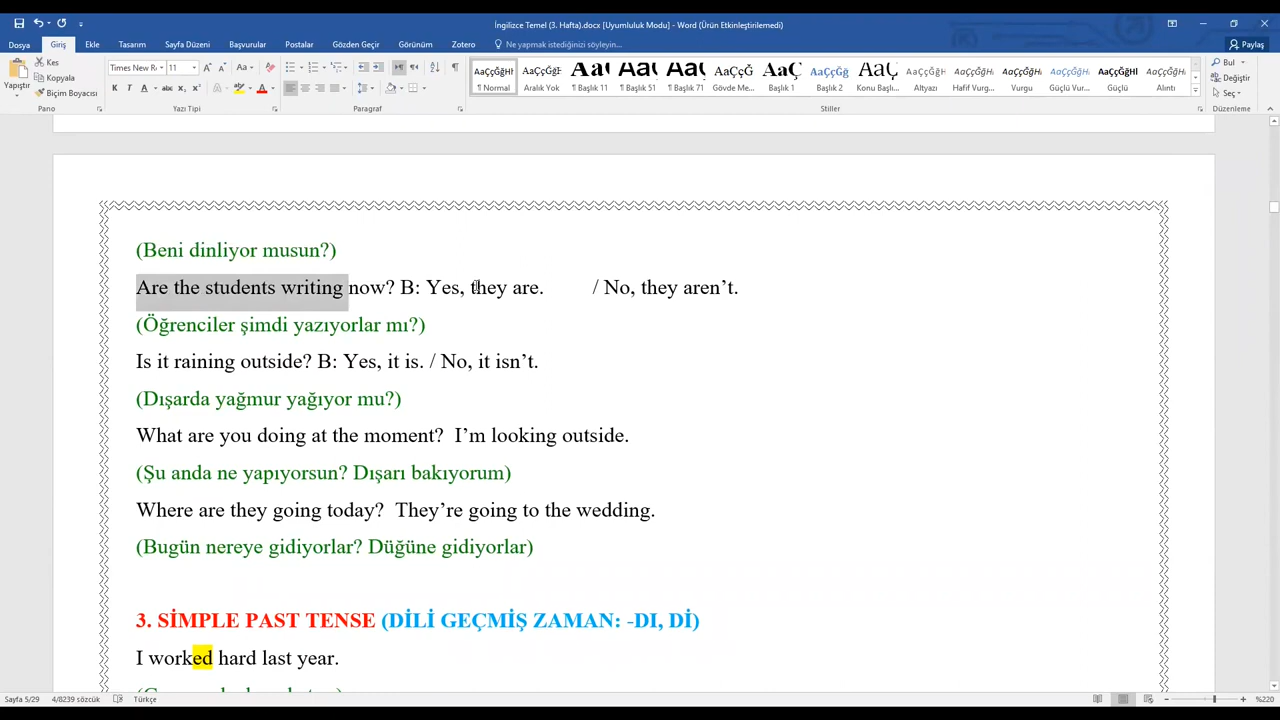 İngilizce Temel (3. Hafta).docx [Uyumluluk Modu] - Word (Ürün Etkinleştirilemedi)
Dosya Giriş Ekle Tasarım Sayfa Düzeni Başvurular Postalar Gözden Geçir Görünüm Zotero Ne yapmak istediğinizi söyleyin... Paylaş
Yapıştır
Kes
Kopyala
Biçim Boyacısı
Pano
Times New Ro 11
Yazı Tipi
Paragraf
AaÇçĞğHł AaÇçĞğH
¶ Normal Aralık Yok ¶ Başlık 11 ¶ Başlık 51 ¶ Başlık 71 Gövde Me... Başlık 1 Başlık 2 Konu Başlı... Altyazı Hafif Vurg... Vurgu Güçlü Vur... Güçlü Alıntı
Stiller
Bul
Değiştir
Seç
Düzenleme
(Beni dinliyor musun?)
Are the students writing now? B: Yes, they are. / No, they aren’t.
(Öğrenciler şimdi yazıyorlar mı?)
Is it raining outside? B: Yes, it is. / No, it isn’t.
(Dışarda yağmur yağıyor mu?)
What are you doing at the moment? I’m looking outside.
(Şu anda ne yapıyorsun? Dışarı bakıyorum)
Where are they going today? They’re going to the wedding.
(Bugün nereye gidiyorlar? Düğüne gidiyorlar)
3. SİMPLE PAST TENSE (DİLİ GEÇMİŞ ZAMAN: -DI, Dİ)
I worked hard last year.
Sayfa 5/29 4/8239 sözcük Türkçe %220